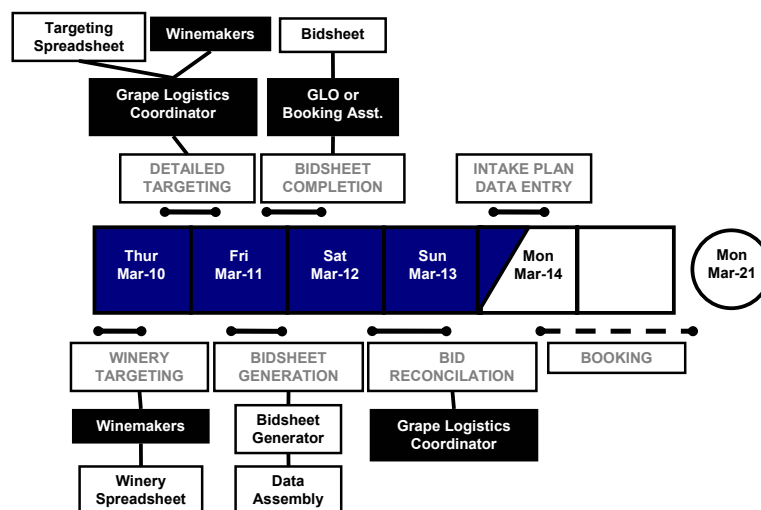 Targeting
Spreadsheet
Winemakers
Bidsheet
Grape Logistics
Coordinator
GLO or
Booking Asst.
DETAILED
TARGETING
BIDSHEET
COMPLETION
INTAKE PLAN
DATA ENTRY
Thur
Mar-10
Fri
Mar-11
Sat
Mar-12
Sun
Mar-13
Mon
Mar-14
Mon
Mar-21
WINERY
TARGETING
BIDSHEET
GENERATION
BID
RECONCILATION
BOOKING
Winemakers
Bidsheet
Generator
Grape Logistics
Coordinator
Winery
Spreadsheet
Data
Assembly